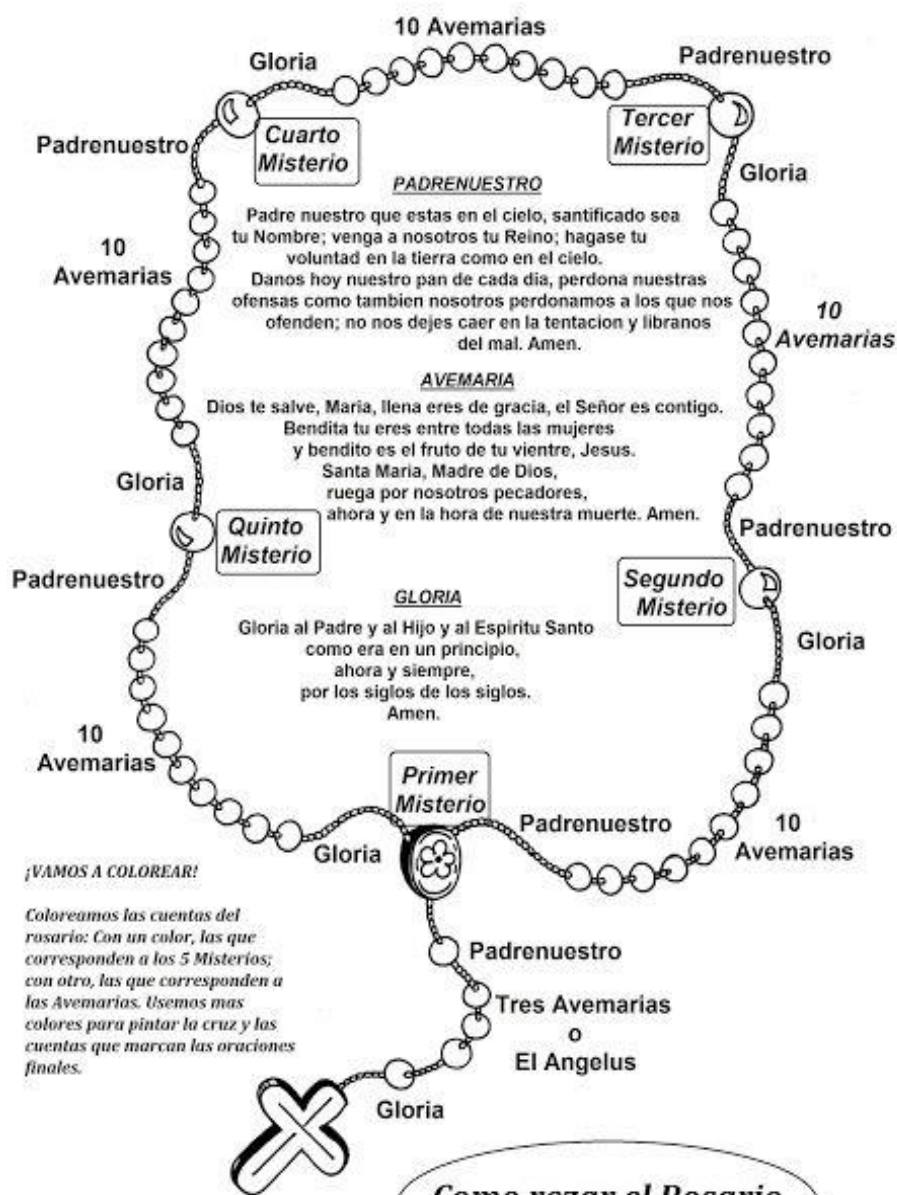 10 Avemarias
Gloria
Padrenuestro
Padrenuestro
Cuarto
Misterio
Tercer
Misterio
Gloria
PADRENUESTRO
Padre nuestro que estas en el cielo, santificado sea
tu Nombre; venga a nosotros tu Reino; hagase tu
voluntad en la tierra como en el cielo.
Danos hoy nuestro pan de cada dia, perdona nuestras
ofensas como tambien nosotros perdonamos a los que nos
ofenden; no nos dejes caer en la tentacion y libranos
del mal. Amen.
10
Avemarias
10
Avemarias
AVEMARIA
Dios te salve, Maria, llena eres de gracia, el Señor es contigo.
Bendita tu eres entre todas las mujeres
y bendito es el fruto de tu vientre, Jesus.
Santa Maria, Madre de Dios,
ruega por nosotros pecadores,
ahora y en la hora de nuestra muerte. Amen.
Gloria
Quinto
Misterio
Padrenuestro
Padrenuestro
Segundo
Misterio
Gloria
GLORIA
Gloria al Padre y al Hijo y al Espiritu Santo
como era en un principio,
ahora y siempre,
por los siglos de los siglos.
Amen.
10
Avemarias
Primer
Misterio
Gloria
Padrenuestro
10
Avemarias
¡VAMOS A COLOREAR!
Coloreamos las cuentas del
rosario: Con un color, las que
corresponden a los 5 Misterios;
con otro, las que corresponden a
las Avemarias. Usemos mas
colores para pintar la cruz y las
cuentas que marcan las oraciones
finales.
Padrenuestro
Tres Avemarias
o
El Angelus
Gloria
Como rezar el Rosario